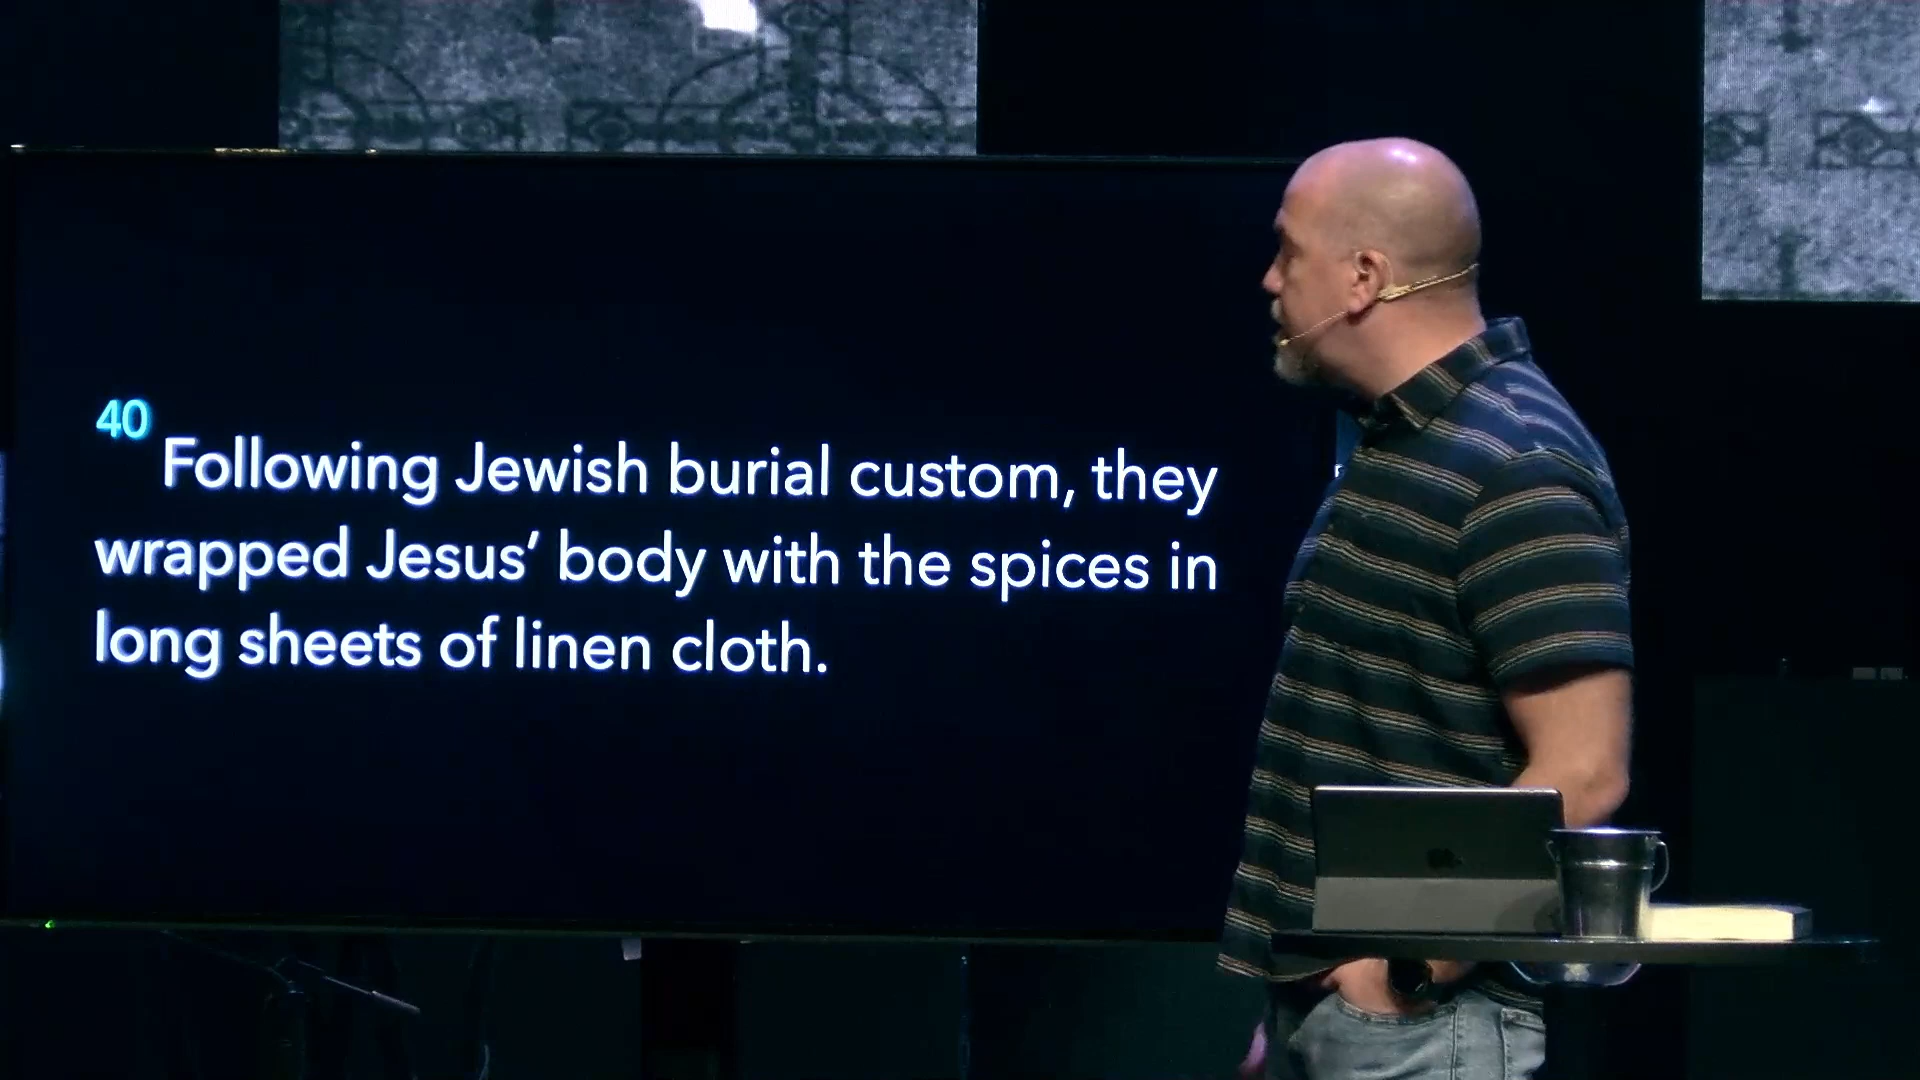 40 Following Jewish burial custom, they
wrapped Jesus’ body with the spices in
long sheets of linen cloth.